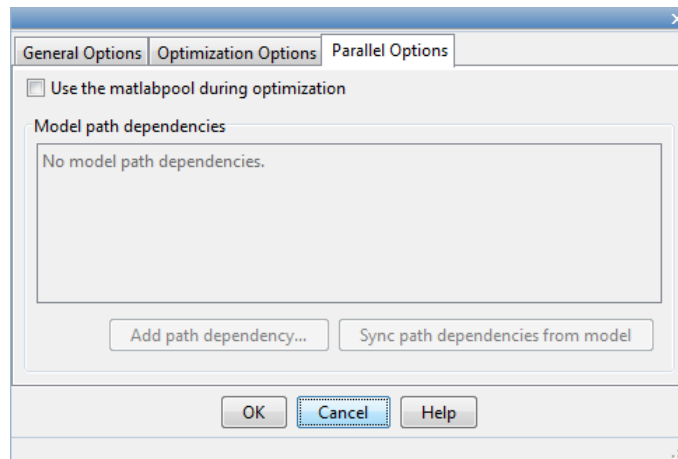 General Options Optimization Options Parallel Options
Use the matlabpool during optimization
Model path dependencies
No model path dependencies.
Add path dependency... Sync path dependencies from model
OK Cancel Help